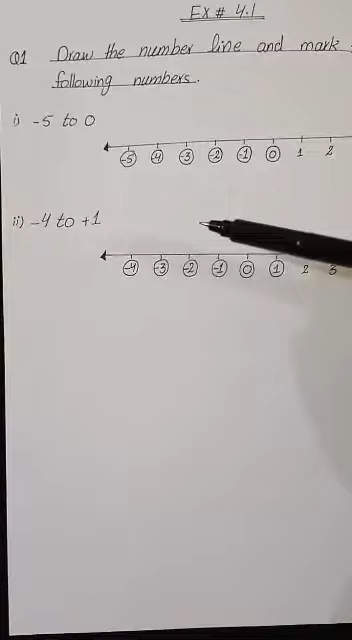 Ex # 4.1
Q1 Draw the number line and mark
following numbers.
i) -5 to 0
-5 -4 -3 -2 -1 0 1 2
ii) -4 to +1
-4 -3 -2 -1 0 1 2 3